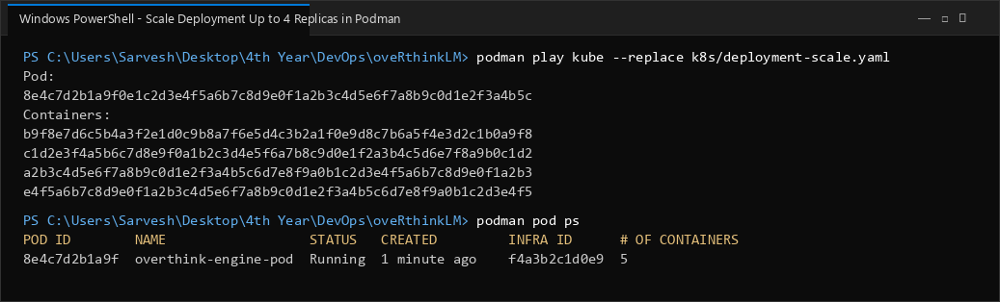 Windows PowerShell - Scale Deployment Up to 4 Replicas in Podman
PS C:\Users\Sarvesh\Desktop\4th Year\DevOps\oveRthinkLM> podman play kube --replace k8s/deployment-scale.yaml
Pod:
8e4c7d2b1a9f0e1c2d3e4f5a6b7c8d9e0f1a2b3c4d5e6f7a8b9c0d1e2f3a4b5c
Containers:
b9f8e7d6c5b4a3f2e1d0c9b8a7f6e5d4c3b2a1f0e9d8c7b6a5f4e3d2c1b0a9f8
c1d2e3f4a5b6c7d8e9f0a1b2c3d4e5f6a7b8c9d0e1f2a3b4c5d6e7f8a9b0c1d2
a2b3c4d5e6f7a8b9c0d1e2f3a4b5c6d7e8f9a0b1c2d3e4f5a6b7c8d9e0f1a2b3
e4f5a6b7c8d9e0f1a2b3c4d5e6f7a8b9c0d1e2f3a4b5c6d7e8f9a0b1c2d3e4f5
PS C:\Users\Sarvesh\Desktop\4th Year\DevOps\oveRthinkLM> podman pod ps
POD ID NAME STATUS CREATED INFRA ID # OF CONTAINERS
8e4c7d2b1a9f overthink-engine-pod Running 1 minute ago f4a3b2c1d0e9 5